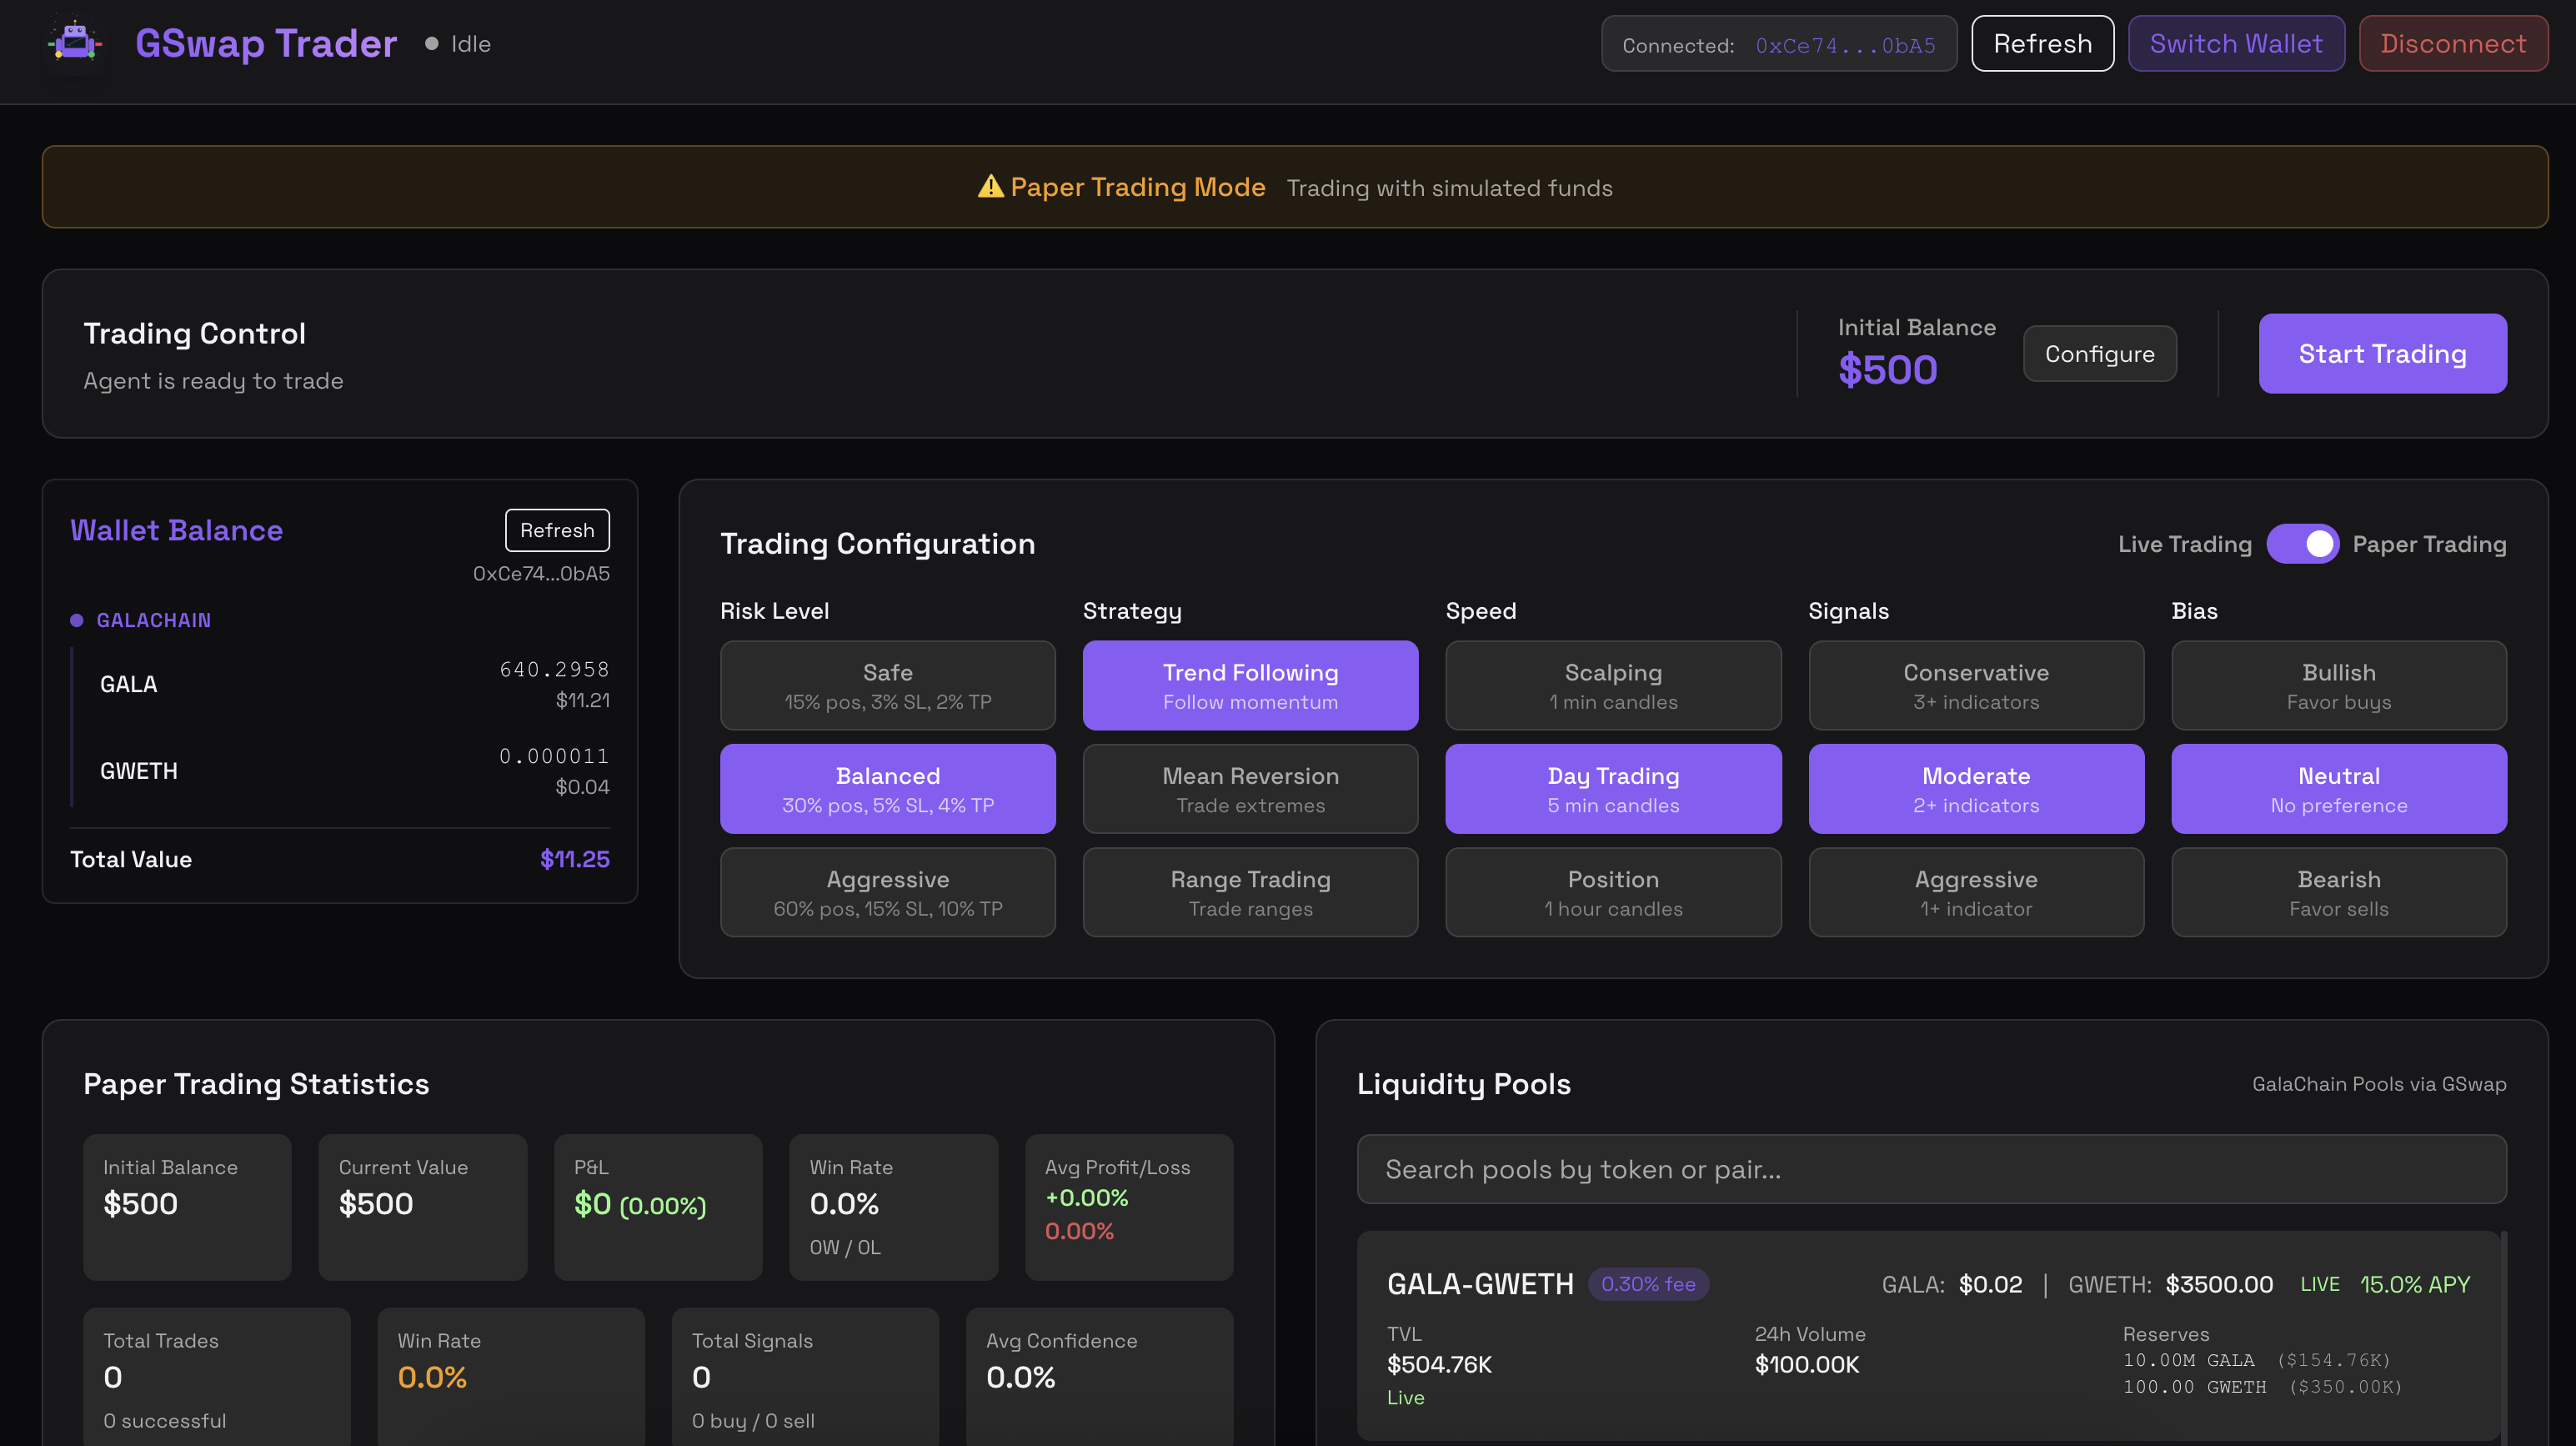 GSwap Trader
Idle
Connected: 0xCe74...0bA5
Refresh
Switch Wallet
Disconnect
Paper Trading Mode Trading with simulated funds
Trading Control
Agent is ready to trade
Initial Balance
$500
Configure
Start Trading
Wallet Balance
Refresh
0xCe74...0bA5
GALACHAIN
GALA
640.2958
$11.21
GWETH
0.000011
$0.04
Total Value
$11.25
Trading Configuration
Live Trading
Paper Trading
Risk Level
Safe
15% pos, 3% SL, 2% TP
Balanced
30% pos, 5% SL, 4% TP
Aggressive
60% pos, 15% SL, 10% TP
Strategy
Trend Following
Follow momentum
Mean Reversion
Trade extremes
Range Trading
Trade ranges
Speed
Scalping
1 min candles
Day Trading
5 min candles
Position
1 hour candles
Signals
Conservative
3+ indicators
Moderate
2+ indicators
Aggressive
1+ indicator
Bias
Bullish
Favor buys
Neutral
No preference
Bearish
Favor sells
Paper Trading Statistics
Initial Balance
$500
Current Value
$500
P&L
$0 (0.00%)
Win Rate
0.0%
0W / 0L
Avg Profit/Loss
+0.00%
0.00%
Total Trades
0
0 successful
Win Rate
0.0%
Total Signals
0
0 buy / 0 sell
Avg Confidence
0.0%
Liquidity Pools
GalaChain Pools via GSwap
Search pools by token or pair...
GALA-GWETH
0.30% fee
GALA: $0.02 | GWETH: $3500.00 LIVE 15.0% APY
TVL
$504.76K
Live
24h Volume
$100.00K
Reserves
10.00M GALA ($154.76K)
100.00 GWETH ($350.00K)